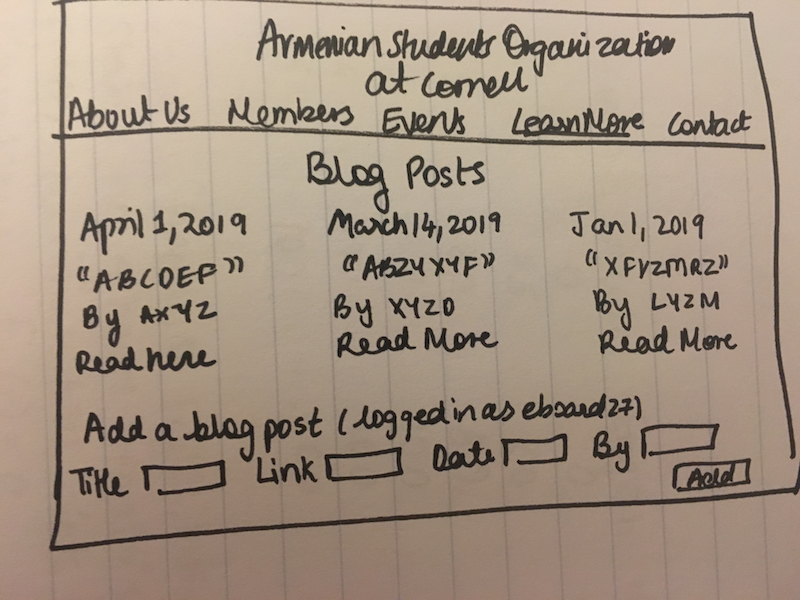 Armenian Students Organization
at Cornell
About Us Members Events Learn More Contact
Blog Posts
April 1, 2019 March 14, 2019 Jan 1, 2019
"ABCDEF" "ABZYXYF" "XFVZMRZ"
By AXYZ By XYZD By LYZM
Read here Read More Read More
Add a blog post (logged in as eboard27)
Title Link Date By
Add